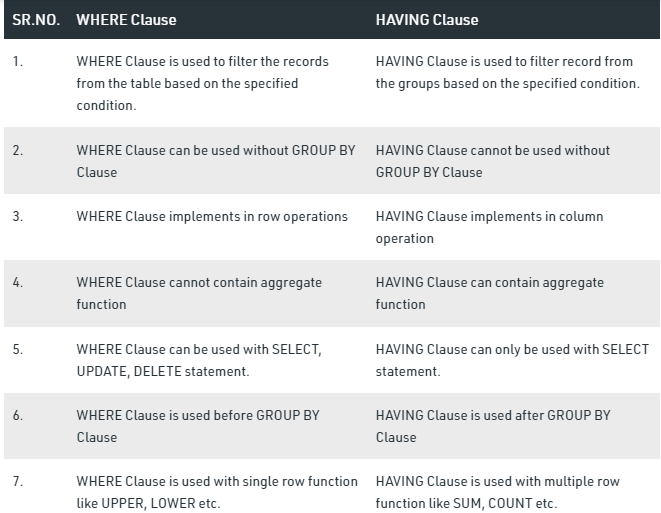 SR.NO. WHERE Clause HAVING Clause
1. WHERE Clause is used to filter the records HAVING Clause is used to filter record from
from the table based on the specified the groups based on the specified condition.
condition.
2. WHERE Clause can be used without GROUP BY HAVING Clause cannot be used without
Clause GROUP BY Clause
3. WHERE Clause implements in row operations HAVING Clause implements in column
operation
4. WHERE Clause cannot contain aggregate HAVING Clause can contain aggregate
function function
5. WHERE Clause can be used with SELECT, HAVING Clause can only be used with SELECT
UPDATE, DELETE statement. statement.
6. WHERE Clause is used before GROUP BY HAVING Clause is used after GROUP BY
Clause Clause
7. WHERE Clause is used with single row function HAVING Clause is used with multiple row
like UPPER, LOWER etc. function like SUM, COUNT etc.